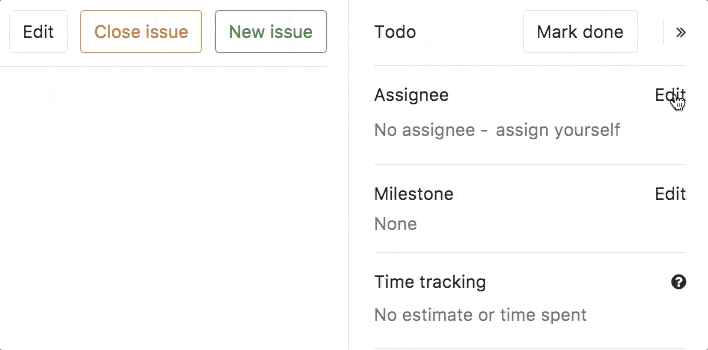 Edit Close issue New issue
Todo Mark done »
Assignee Edit
No assignee - assign yourself
Milestone Edit
None
Time tracking ?
No estimate or time spent